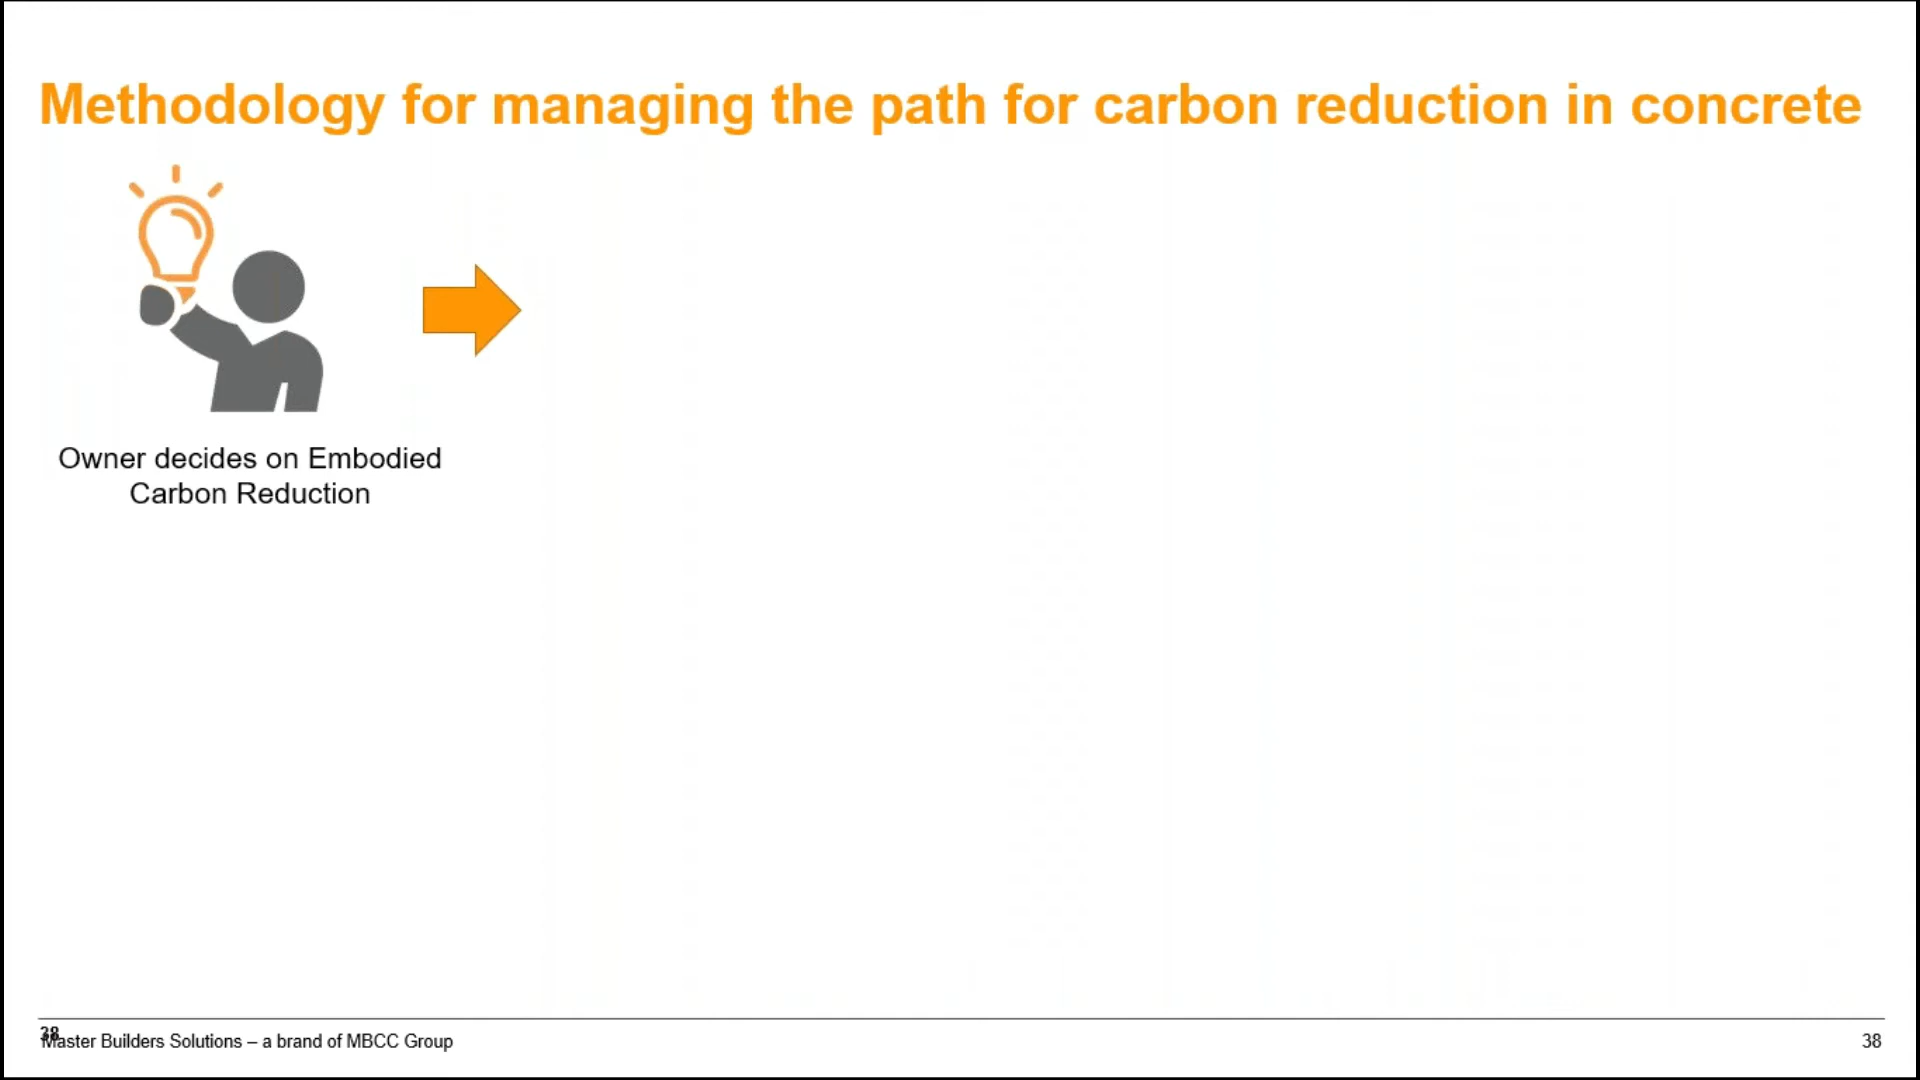 Methodology for managing the path for carbon reduction in concrete
Owner decides on Embodied
Carbon Reduction
38
Master Builders Solutions – a brand of MBCC Group
38